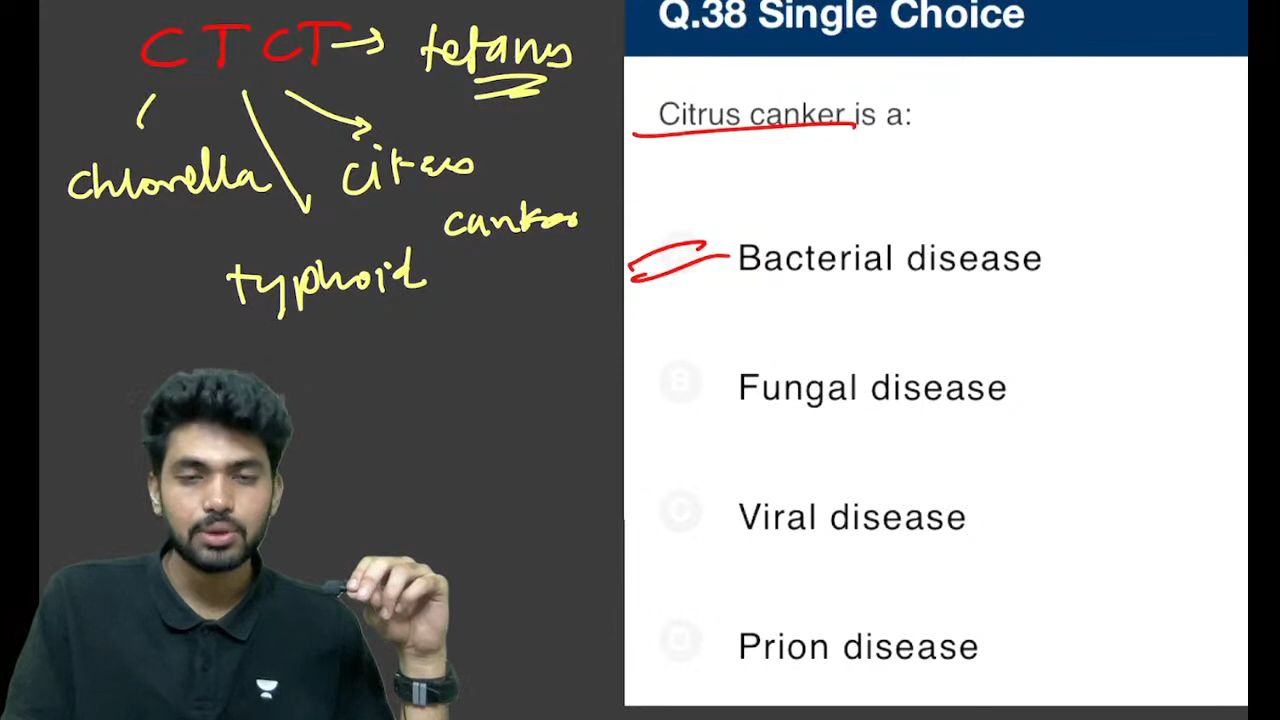 C T C T → tetanus
chlorella
citrus
canker
typhoid
Q.38 Single Choice
Citrus canker is a:
Bacterial disease
B Fungal disease
C Viral disease
D Prion disease